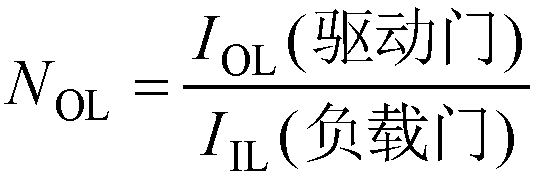 N_OL = I_OL(驱动门) / I_IL(负载门)